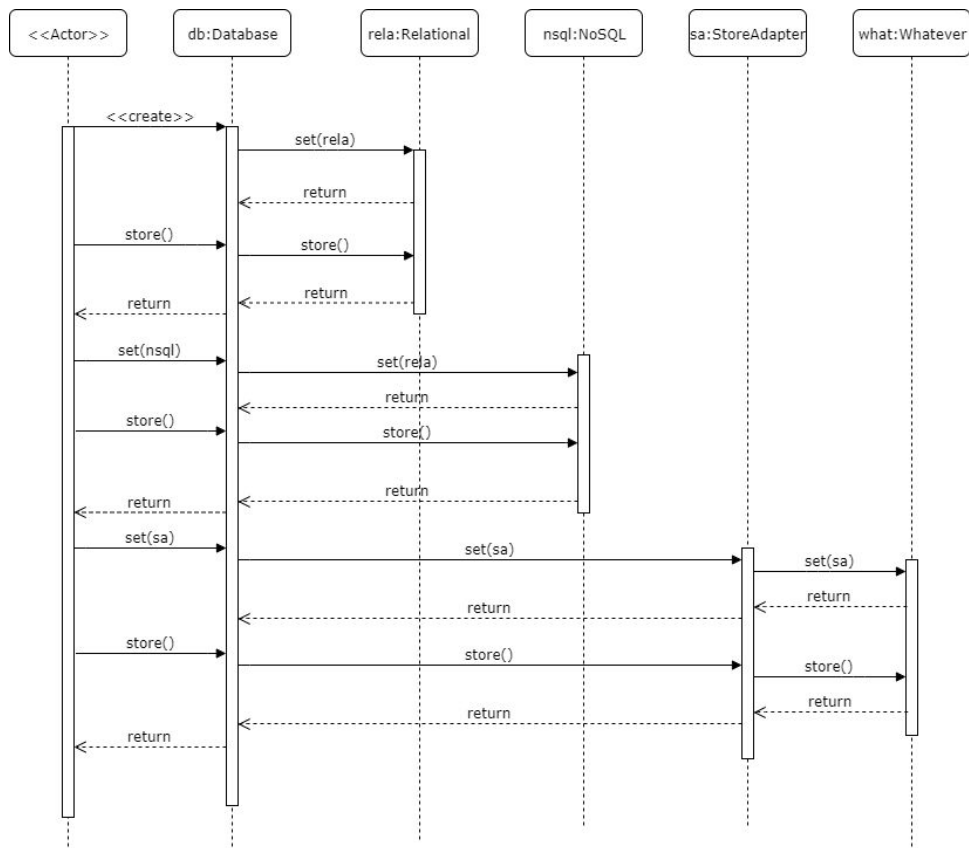 <<Actor>>
db:Database
rela:Relational
nsql:NoSQL
sa:StoreAdapter
what:Whatever
<<create>>
set(rela)
return
store()
store()
return
return
set(nsql)
set(rela)
return
store()
store()
return
return
set(sa)
set(sa)
set(sa)
return
return
store()
store()
store()
return
return
return